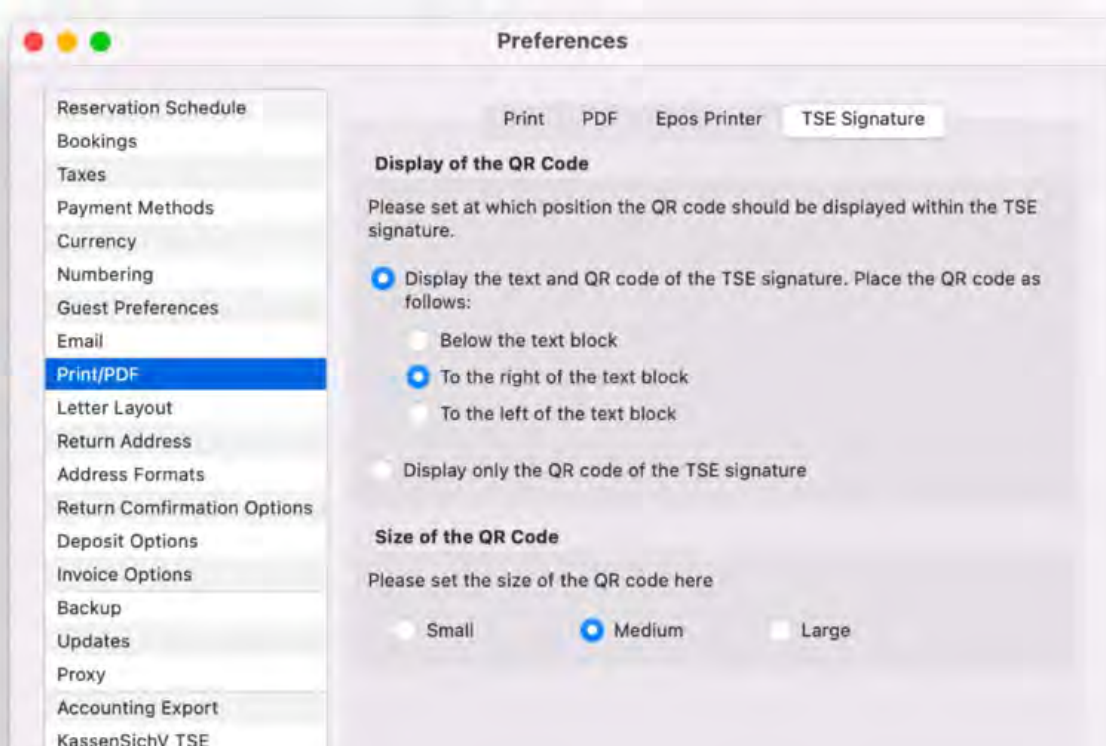 Preferences
Reservation Schedule
Bookings
Taxes
Payment Methods
Currency
Numbering
Guest Preferences
Email
Print/PDF
Letter Layout
Return Address
Address Formats
Return Comfirmation Options
Deposit Options
Invoice Options
Backup
Updates
Proxy
Accounting Export
KassenSichV TSE
Print PDF Epos Printer TSE Signature
Display of the QR Code
Please set at which position the QR code should be displayed within the TSE
signature.
Display the text and QR code of the TSE signature. Place the QR code as
follows:
Below the text block
To the right of the text block
To the left of the text block
Display only the QR code of the TSE signature
Size of the QR Code
Please set the size of the QR code here
Small Medium Large